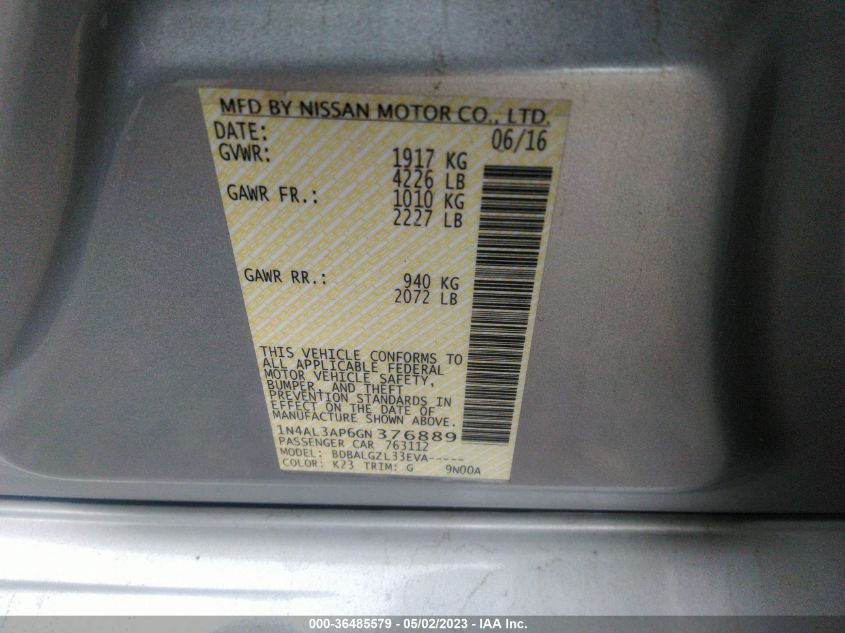 MFD BY NISSAN MOTOR CO., LTD.
DATE: 06/16
GVWR: 1917 KG
4226 LB
GAWR FR.: 1010 KG
2227 LB
GAWR RR.: 940 KG
2072 LB
THIS VEHICLE CONFORMS TO
ALL APPLICABLE FEDERAL
MOTOR VEHICLE SAFETY,
BUMPER, AND THEFT
PREVENTION STANDARDS IN
EFFECT ON THE DATE OF
MANUFACTURE SHOWN ABOVE.
1N4AL3AP6GN376889
PASSENGER CAR 763112
MODEL: BDBALGZL33EVA-----
COLOR: K23 TRIM: G 9N00A
000-36485579 - 05/02/2023 - IAA Inc.